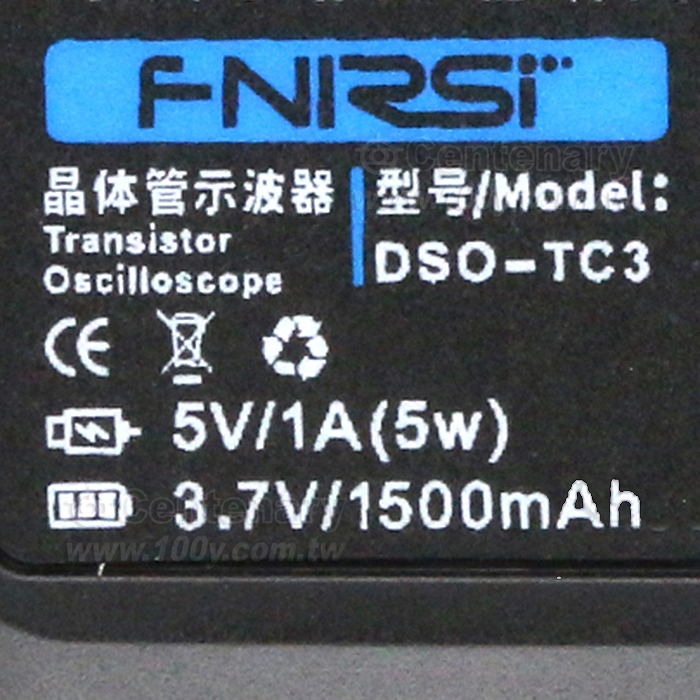 FNIRSI
晶体管示波器
Transistor
Oscilloscope
型号/Model:
DSO-TC3
CE
5V/1A(5w)
3.7V/1500mAh
Centenary
Centenary
www.100y.com.tw